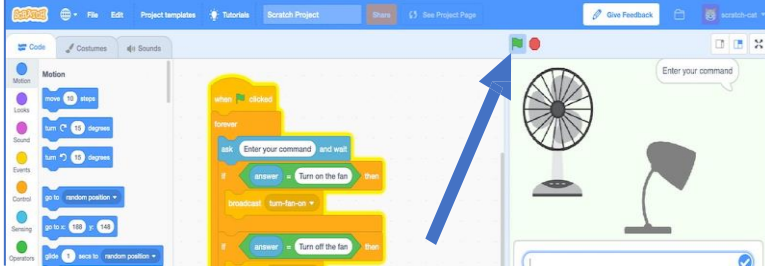 SCRATCH File Edit Project templates Tutorials Scratch Project Share See Project Page Give Feedback scratch-cat
Code Costumes Sounds
Motion Motion
Looks
Sound
Events
Control
Sensing
Operators
move 10 steps
turn 15 degrees
turn 15 degrees
go to random position
go to x: 188 y: 148
glide 1 secs to random position
when clicked
forever
ask Enter your command and wait
if answer = Turn on the fan then
broadcast turn-fan-on
if answer = Turn off the fan then
Enter your command